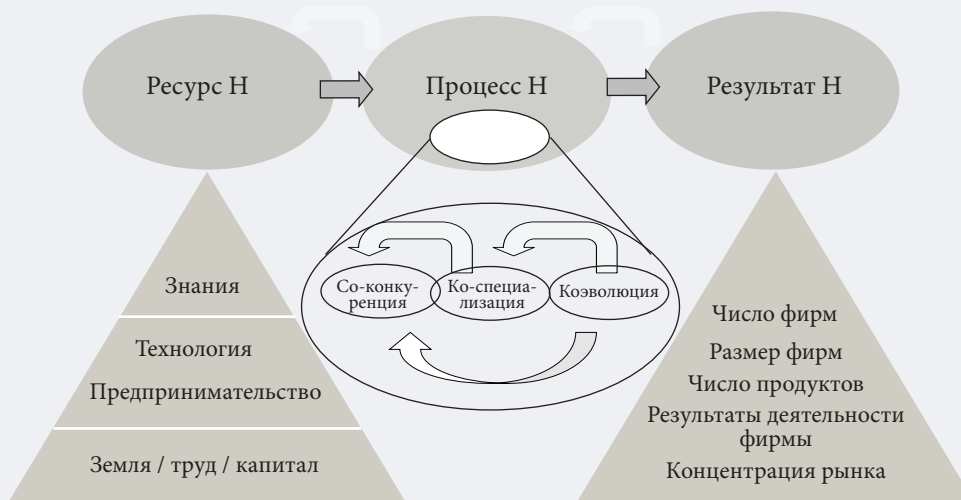 Ресурс Н
Процесс Н
Результат Н
Знания
Технология
Предпринимательство
Земля / труд / капитал
Со-конку-
ренция
Ко-специа-
лизация
Коэволюция
Число фирм
Размер фирм
Число продуктов
Результаты деятельности
фирмы
Концентрация рынка